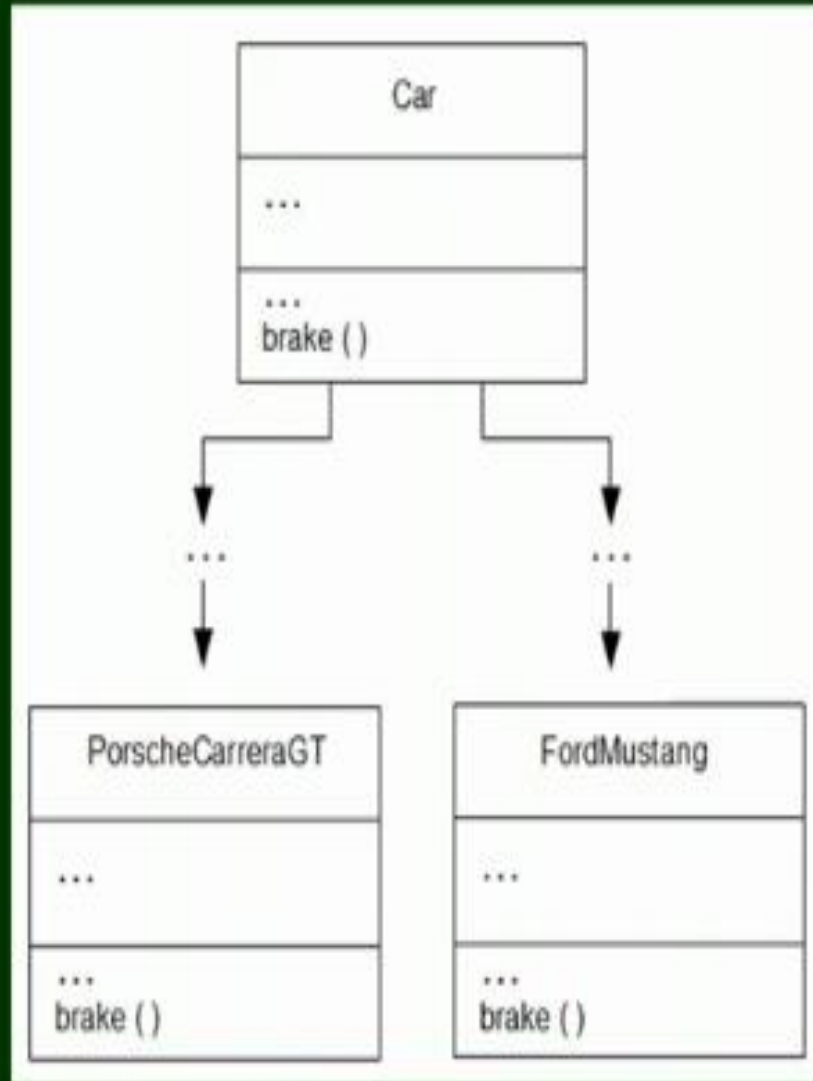 Car
...
...
brake ( )
...
...
PorscheCarreraGT
FordMustang
...
...
...
...
brake ( )
brake ( )